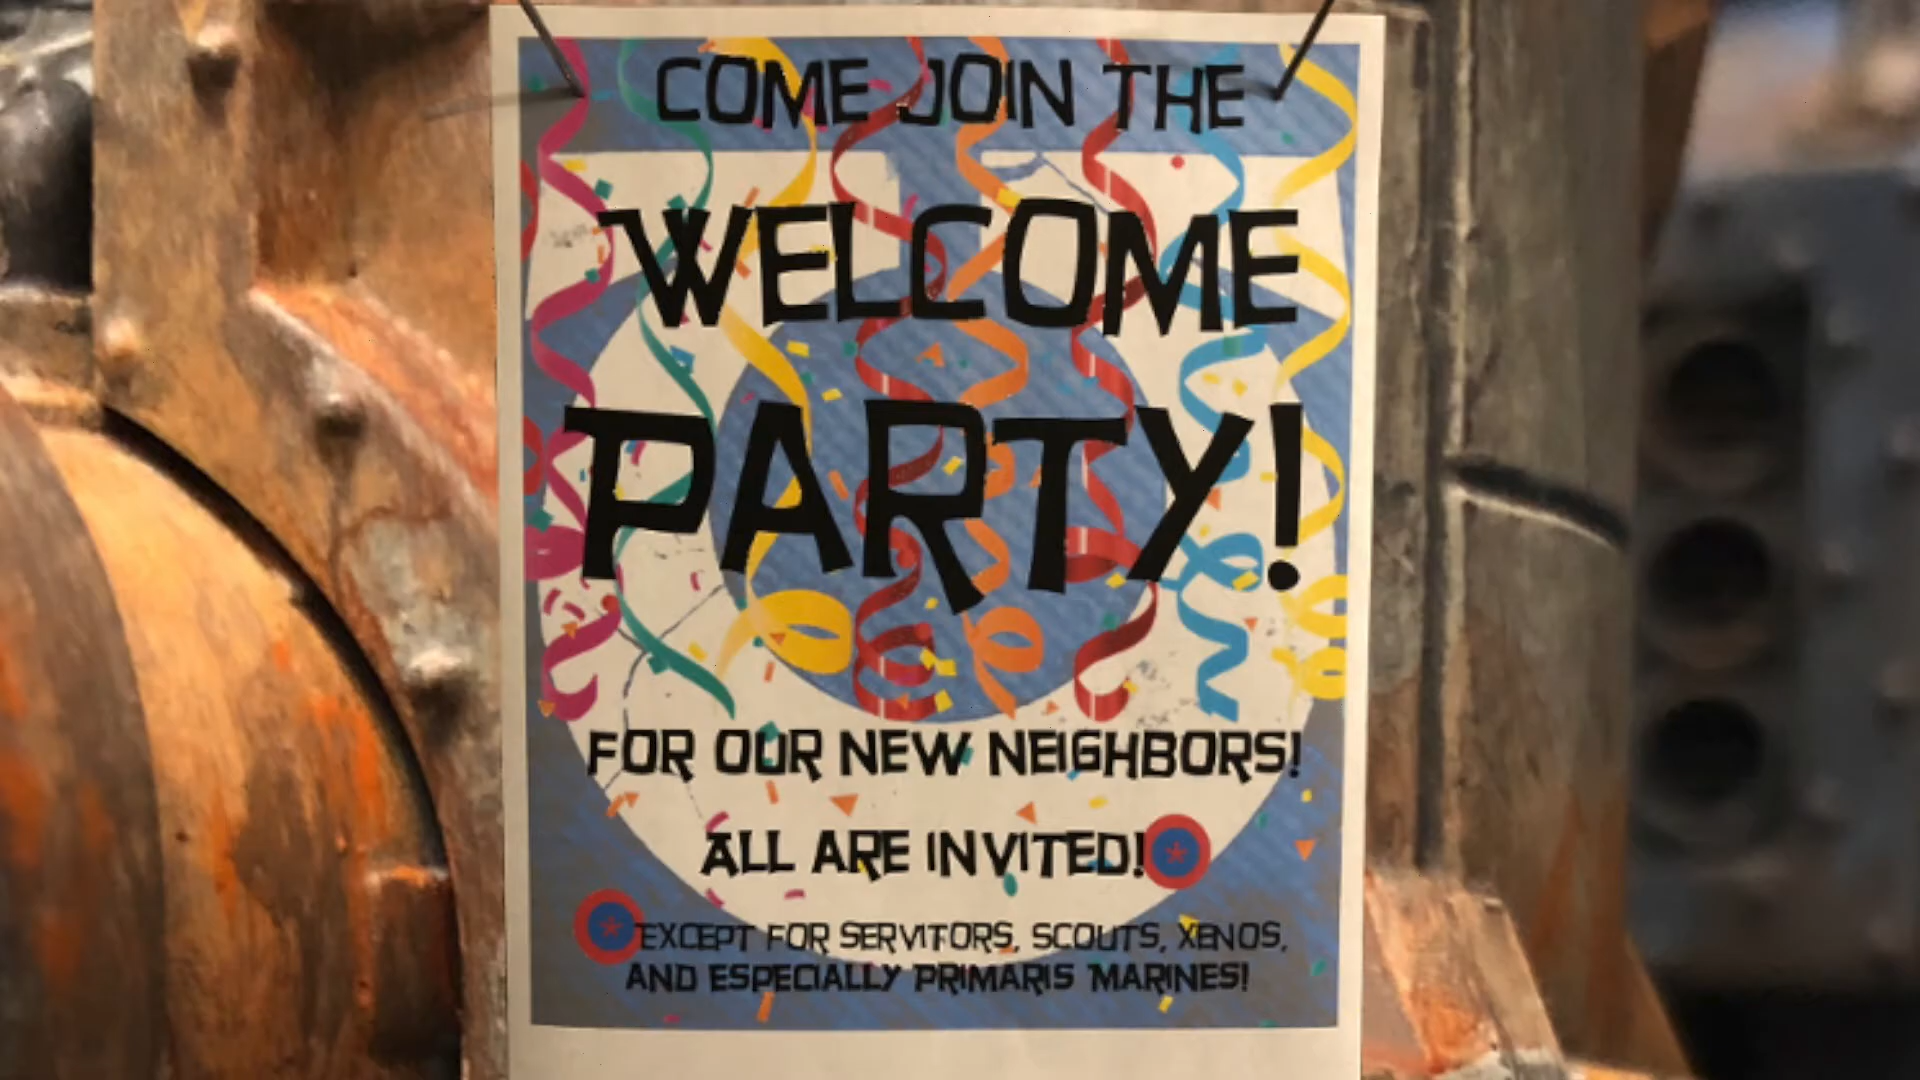 COME JOIN THE
WELCOME
PARTY!
FOR OUR NEW NEIGHBORS!
ALL ARE INVITED!*
*EXCEPT FOR SERVITORS, SCOUTS, XENOS,
AND ESPECIALLY PRIMARIS MARINES!